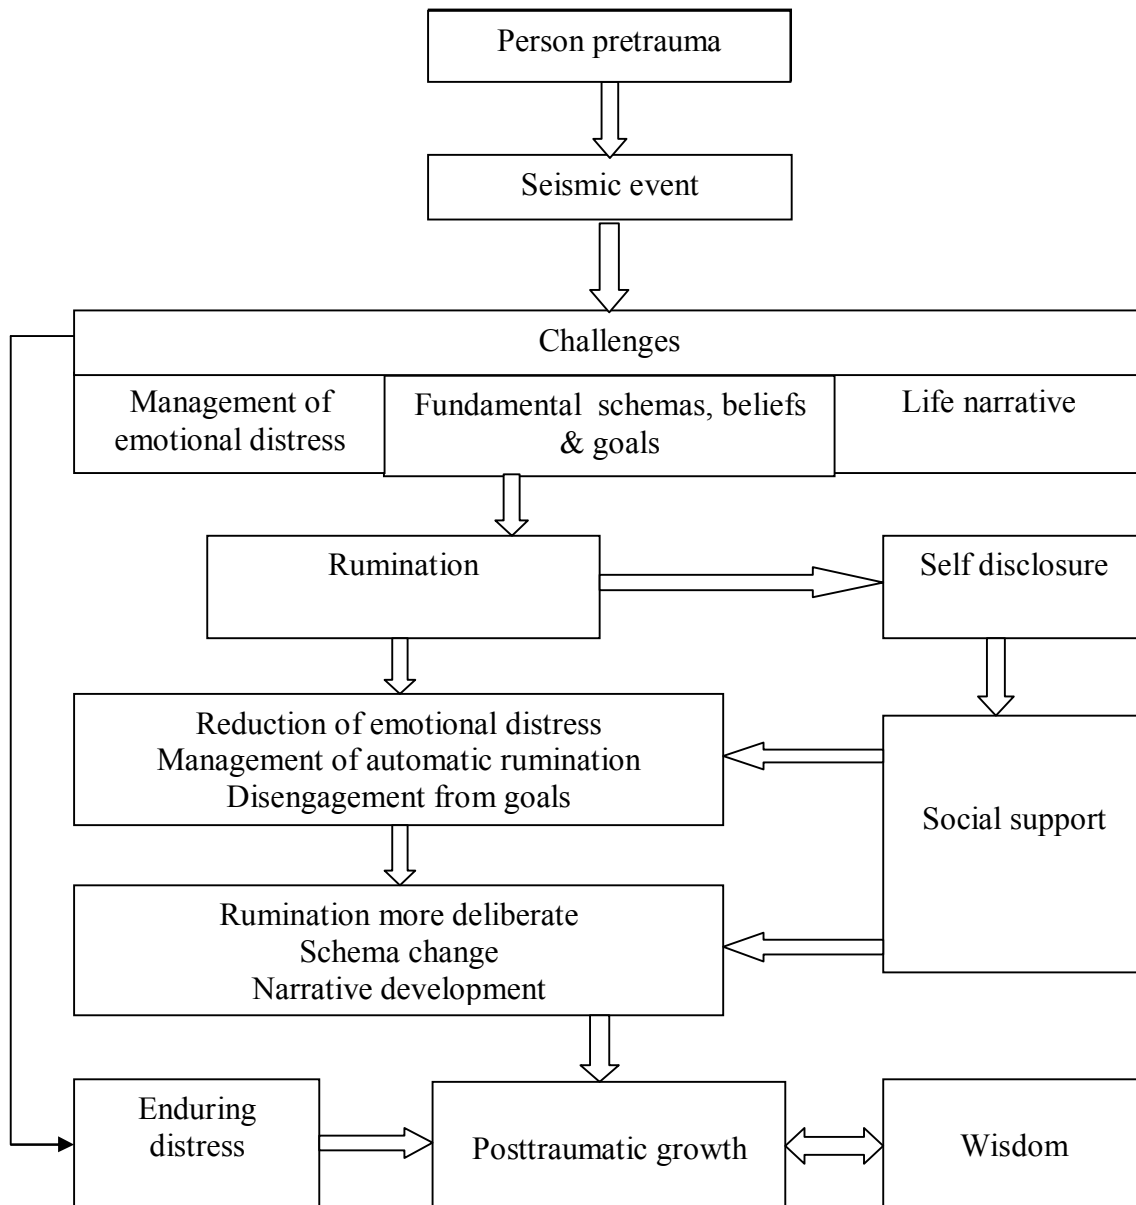 Person pretrauma
Seismic event
Challenges
Management of
emotional distress
Fundamental schemas, beliefs
& goals
Life narrative
Rumination
Self disclosure
Reduction of emotional distress
Management of automatic rumination
Disengagement from goals
Social support
Rumination more deliberate
Schema change
Narrative development
Enduring
distress
Posttraumatic growth
Wisdom